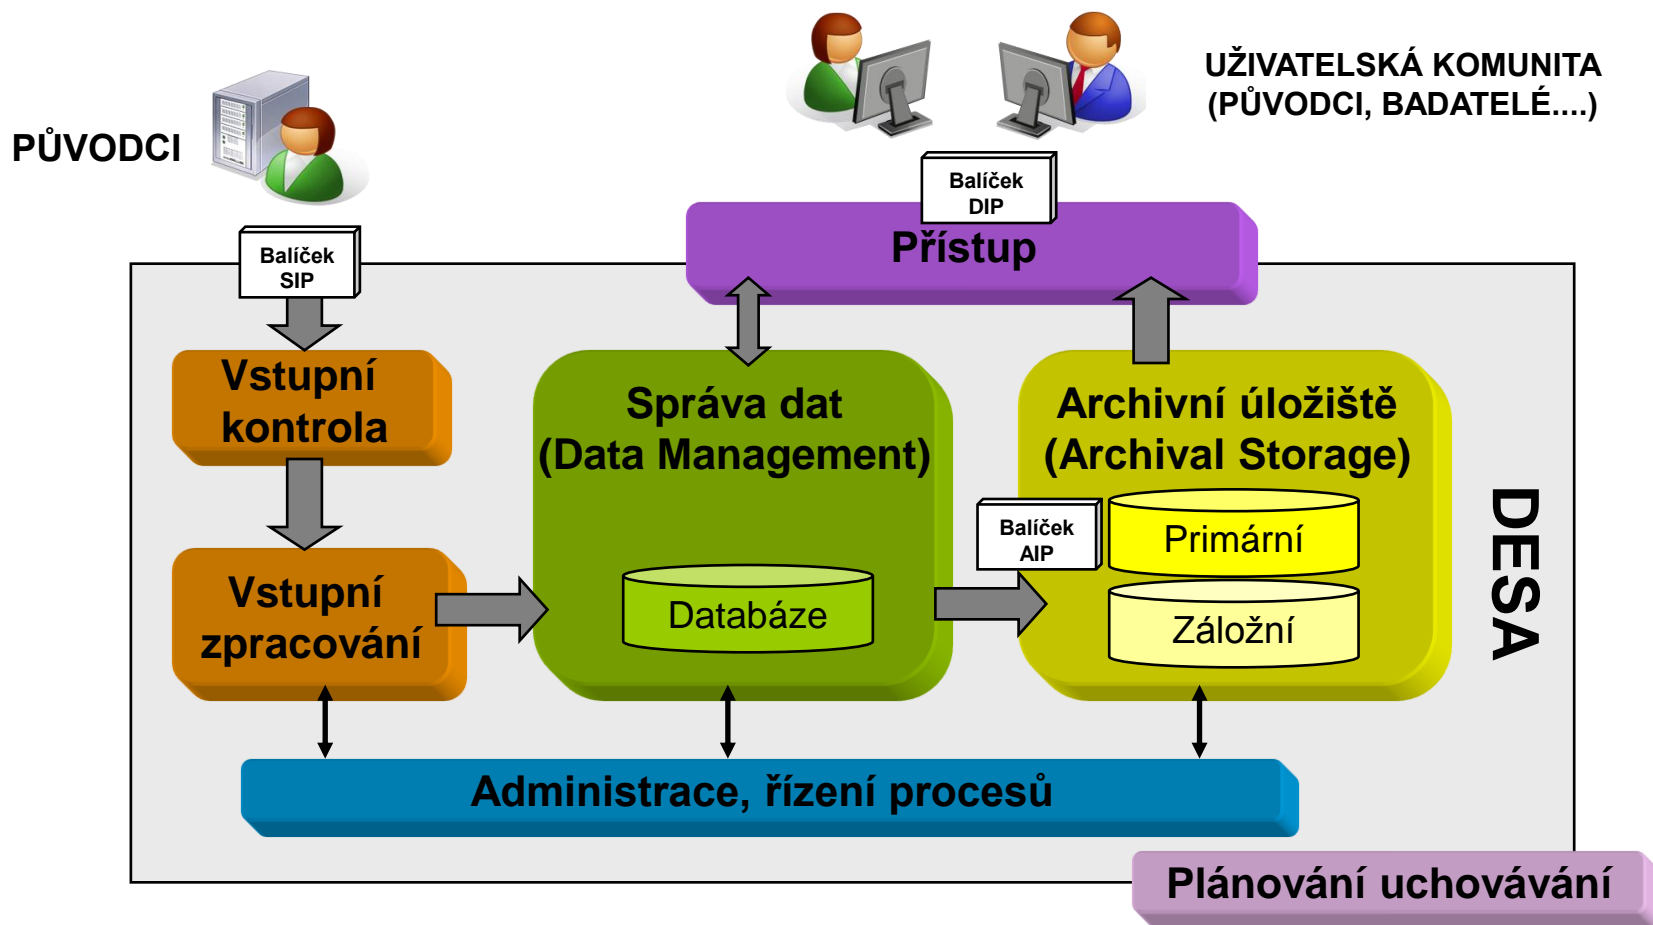 UŽIVATELSKÁ KOMUNITA
(PŮVODCI, BADATELÉ....)
PŮVODCI
Balíček
DIP
Přístup
Balíček
SIP
Vstupní
kontrola
Správa dat
(Data Management)
Archivní úložiště
(Archival Storage)
Balíček
AIP
Primární
Záložní
DESA
Vstupní
zpracování
Databáze
Administrace, řízení procesů
Plánování uchovávání